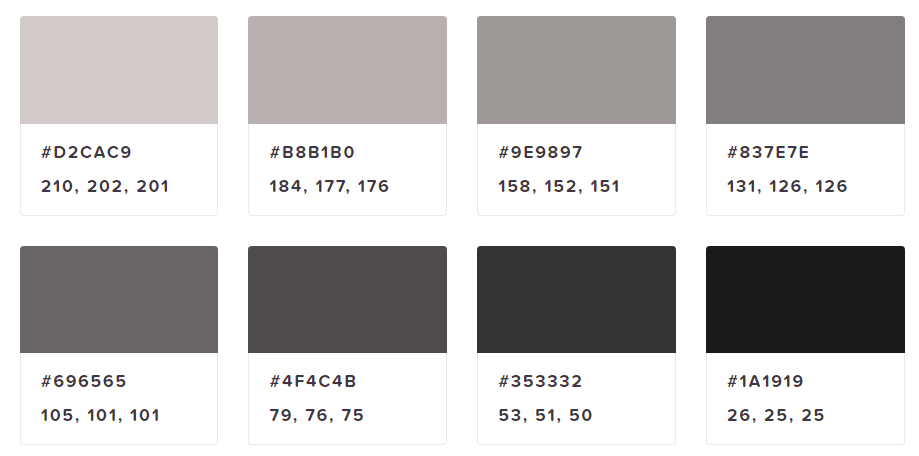 #D2CAC9
210, 202, 201
#B8B1B0
184, 177, 176
#9E9897
158, 152, 151
#837E7E
131, 126, 126
#696565
105, 101, 101
#4F4C4B
79, 76, 75
#353332
53, 51, 50
#1A1919
26, 25, 25